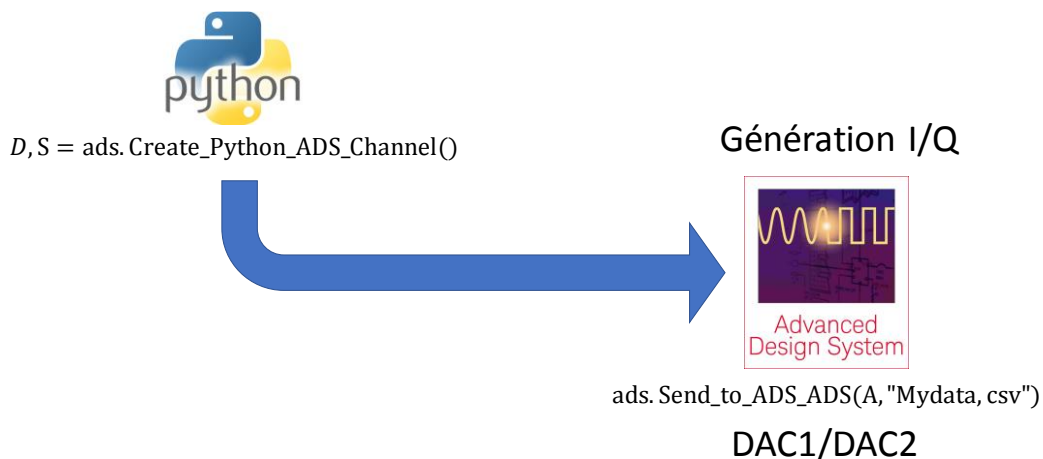 python
D, S = ads. Create_Python_ADS_Channel()
Génération I/Q
Advanced
Design System
ads. Send_to_ADS_ADS(A, "Mydata, csv")
DAC1/DAC2